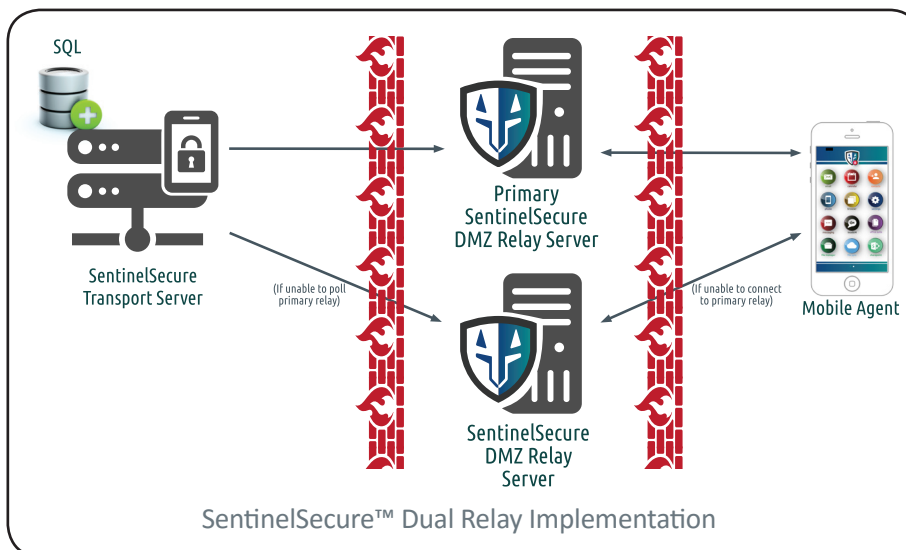 SQL
SentinelSecure
Transport Server
Primary
SentinelSecure
DMZ Relay Server
(If unable to poll
primary relay)
(If unable to connect
to primary relay)
Mobile Agent
SentinelSecure
DMZ Relay
Server
SentinelSecure™ Dual Relay Implementation